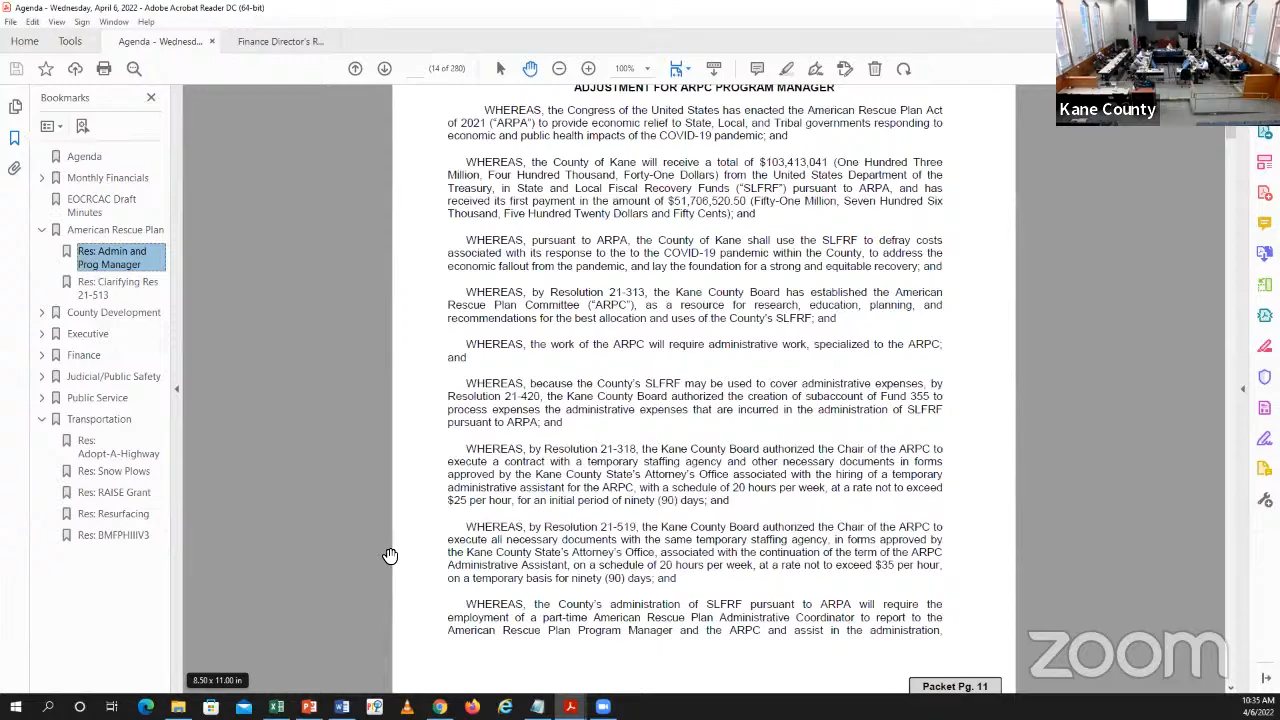 Agenda - Wednesday, April 6, 2022 - Adobe Acrobat Reader DC (64-bit)
File Edit View Sign Window Help
Home Tools Agenda - Wednesd... × Finance Director's R...
(14 of 280) 100%
Kane County
Bookmarks
Agenda
Monthly Financials
EOCRCAC Draft
Minutes
American Rescue Plan
Res: Admin and
Prog Manager
Res: Clarifying Res
21-513
County Development
Executive
Finance
Judicial/Public Safety
Public Service
Transportation
Res:
Adopt-A-Highway
Res: Snow Plows
Res: RAISE Grant
Res: Resurfacing
Res: BMFPHIIIV3
ADJUSTMENT FOR ARPC PROGRAM MANAGER
WHEREAS, the Congress of the United States has enacted the American Rescue Plan Act
of 2021 (“ARPA”) to provide economic relief to State, Local, and Tribal governments responding to
economic and public health impacts of the COVID-19 pandemic; and
WHEREAS, the County of Kane will receive a total of $103,413,041 (One Hundred Three
Million, Four Hundred Thousand, Forty-One Dollars) from the United States Department of the
Treasury, in State and Local Fiscal Recovery Funds (“SLFRF”) pursuant to ARPA, and has
received its first payment in the amount of $51,706,520.50 (Fifty-One Million, Seven Hundred Six
Thousand, Five Hundred Twenty Dollars and Fifty Cents); and
WHEREAS, pursuant to ARPA, the County of Kane shall use the SLFRF to defray costs
associated with its response to the to the COVID-19 pandemic within the County, to address the
economic fallout from the pandemic, and lay the foundation for a strong and equitable recovery; and
WHEREAS, by Resolution 21-313, the Kane County Board has established the American
Rescue Plan Committee (“ARPC”), as a resource for research, education, planning, and
recommendations for the best allocation and uses of the County’s SLFRF; and
WHEREAS, the work of the ARPC will require administrative work, specialized to the ARPC;
and
WHEREAS, because the County’s SLFRF may be used to cover administrative expenses, by
Resolution 21-420, the Kane County Board authorized the creation of subaccount of Fund 355 to
process expenses the administrative expenses that are incurred in the administration of SLFRF
pursuant to ARPA; and
WHEREAS, by Resolution 21-318, the Kane County Board authorized the Chair of the ARPC to
execute a contract with a temporary staffing agency and other necessary documents in forms
approved by the Kane County State’s Attorney’s Office associated with the hiring of a temporary
administrative assistant for the ARPC, with a schedule of 20 hours per week, at a rate not to exceed
$25 per hour, for an initial period of ninety (90) days; and
WHEREAS, by Resolution 21-519, the Kane County Board authorized the Chair of the ARPC to
execute all necessary documents with the same temporary staffing agency, in forms approved by
the Kane County State’s Attorney’s Office, associated with the continuation of the term of the ARPC
Administrative Assistant, on a schedule of 20 hours per week, at a rate not to exceed $35 per hour,
on a temporary basis for ninety (90) days; and
WHEREAS, the County’s administration of SLFRF pursuant to ARPA will require the
employment of a part-time American Rescue Plan Administrative Coordinator to report to the
American Rescue Plan Program Manager and the ARPC and assist in the administration,
Packet Pg. 11
8.50 x 11.00 in
zoom
10:35 AM
4/6/2022